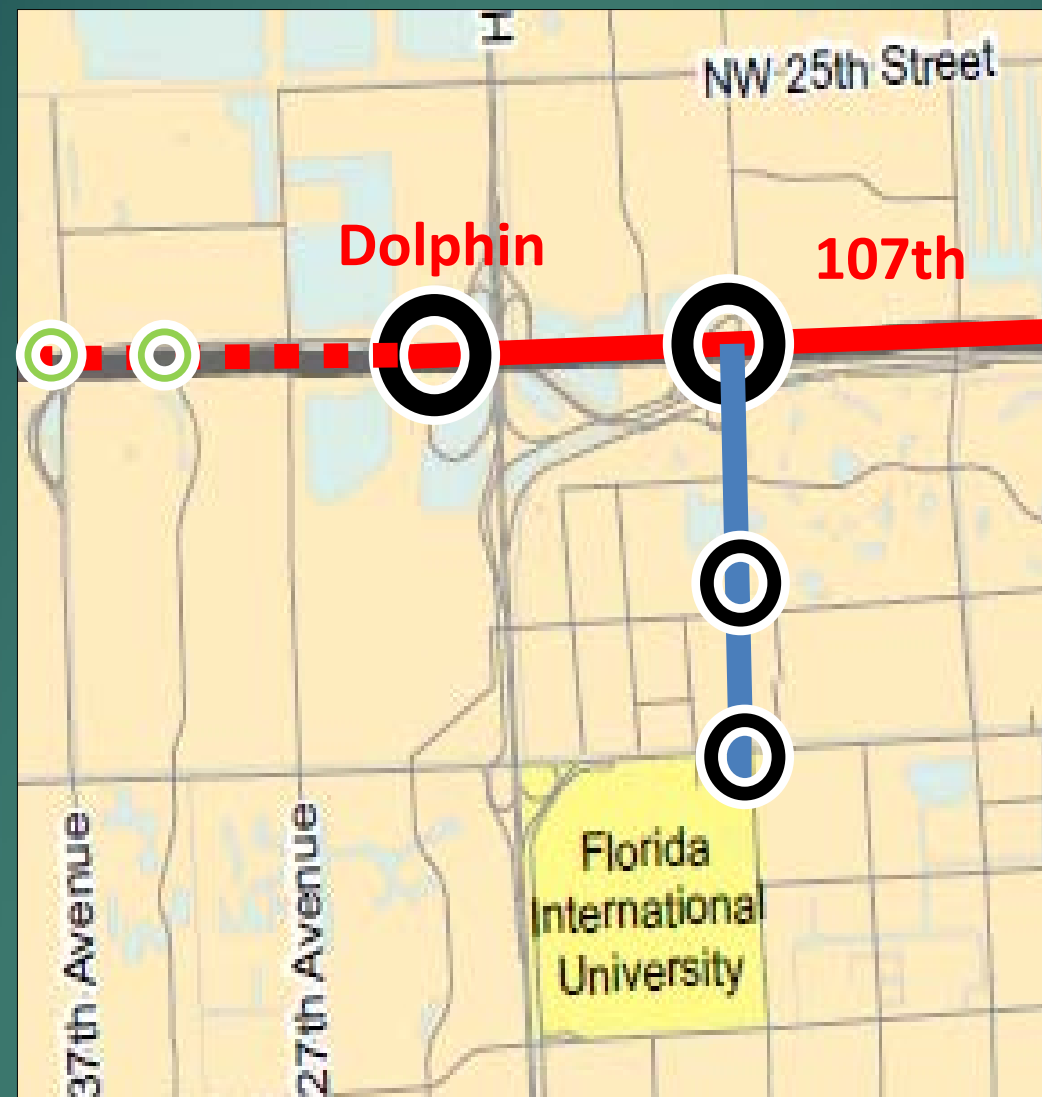 NW 25th Street
Dolphin
107th
Florida
International
University
37th Avenue
27th Avenue